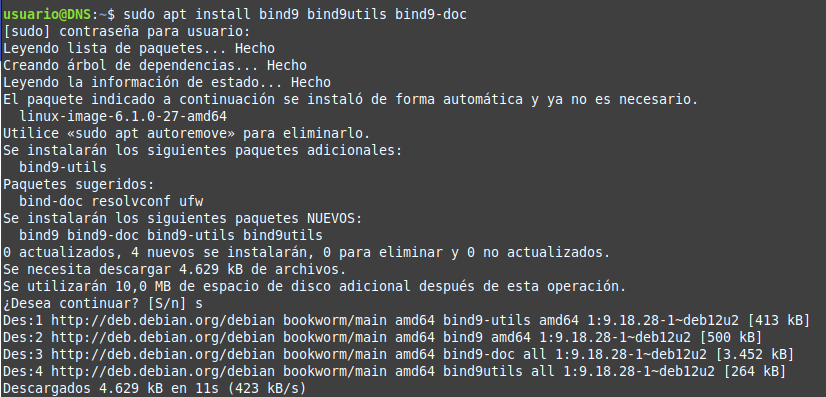 usuario@DNS:~$ sudo apt install bind9 bind9utils bind9-doc
[sudo] contraseña para usuario:
Leyendo lista de paquetes... Hecho
Creando árbol de dependencias... Hecho
Leyendo la información de estado... Hecho
El paquete indicado a continuación se instaló de forma automática y ya no es necesario.
  linux-image-6.1.0-27-amd64
Utilice «sudo apt autoremove» para eliminarlo.
Se instalarán los siguientes paquetes adicionales:
  bind9-utils
Paquetes sugeridos:
  bind-doc resolvconf ufw
Se instalarán los siguientes paquetes NUEVOS:
  bind9 bind9-doc bind9-utils bind9utils
0 actualizados, 4 nuevos se instalarán, 0 para eliminar y 0 no actualizados.
Se necesita descargar 4.629 kB de archivos.
Se utilizarán 10,0 MB de espacio de disco adicional después de esta operación.
¿Desea continuar? [S/n] s
Des:1 http://deb.debian.org/debian bookworm/main amd64 bind9-utils amd64 1:9.18.28-1~deb12u2 [413 kB]
Des:2 http://deb.debian.org/debian bookworm/main amd64 bind9 amd64 1:9.18.28-1~deb12u2 [500 kB]
Des:3 http://deb.debian.org/debian bookworm/main amd64 bind9-doc all 1:9.18.28-1~deb12u2 [3.452 kB]
Des:4 http://deb.debian.org/debian bookworm/main amd64 bind9utils all 1:9.18.28-1~deb12u2 [264 kB]
Descargados 4.629 kB en 11s (423 kB/s)